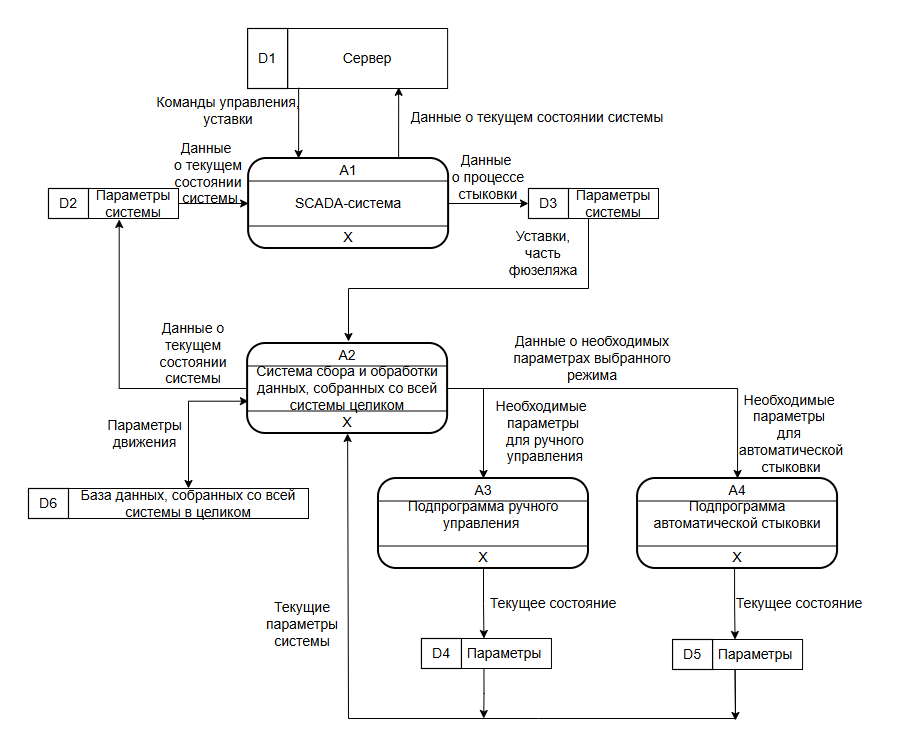 D1
Сервер
Команды управления,
уставки
Данные о текущем состоянии системы
Данные
о текущем
состоянии
системы
A1
SCADA-система
X
Данные
о процессе
стыковки
D2
Параметры
системы
D3
Параметры
системы
Уставки,
часть
фюзеляжа
Данные о
текущем
состоянии
системы
A2
Система сбора и обработки
данных, собранных со всей
системы целиком
X
Данные о необходимых
параметрах выбранного
режима
Параметры
движения
Необходимые
параметры
для ручного
управления
Необходимые
параметры
для
автоматической
стыковки
D6
База данных, собранных со всей
системы в целиком
A3
Подпрограмма ручного
управления
X
A4
Подпрограмма
автоматической стыковки
X
Текущие
параметры
системы
Текущее состояние
Текущее состояние
D4
Параметры
D5
Параметры